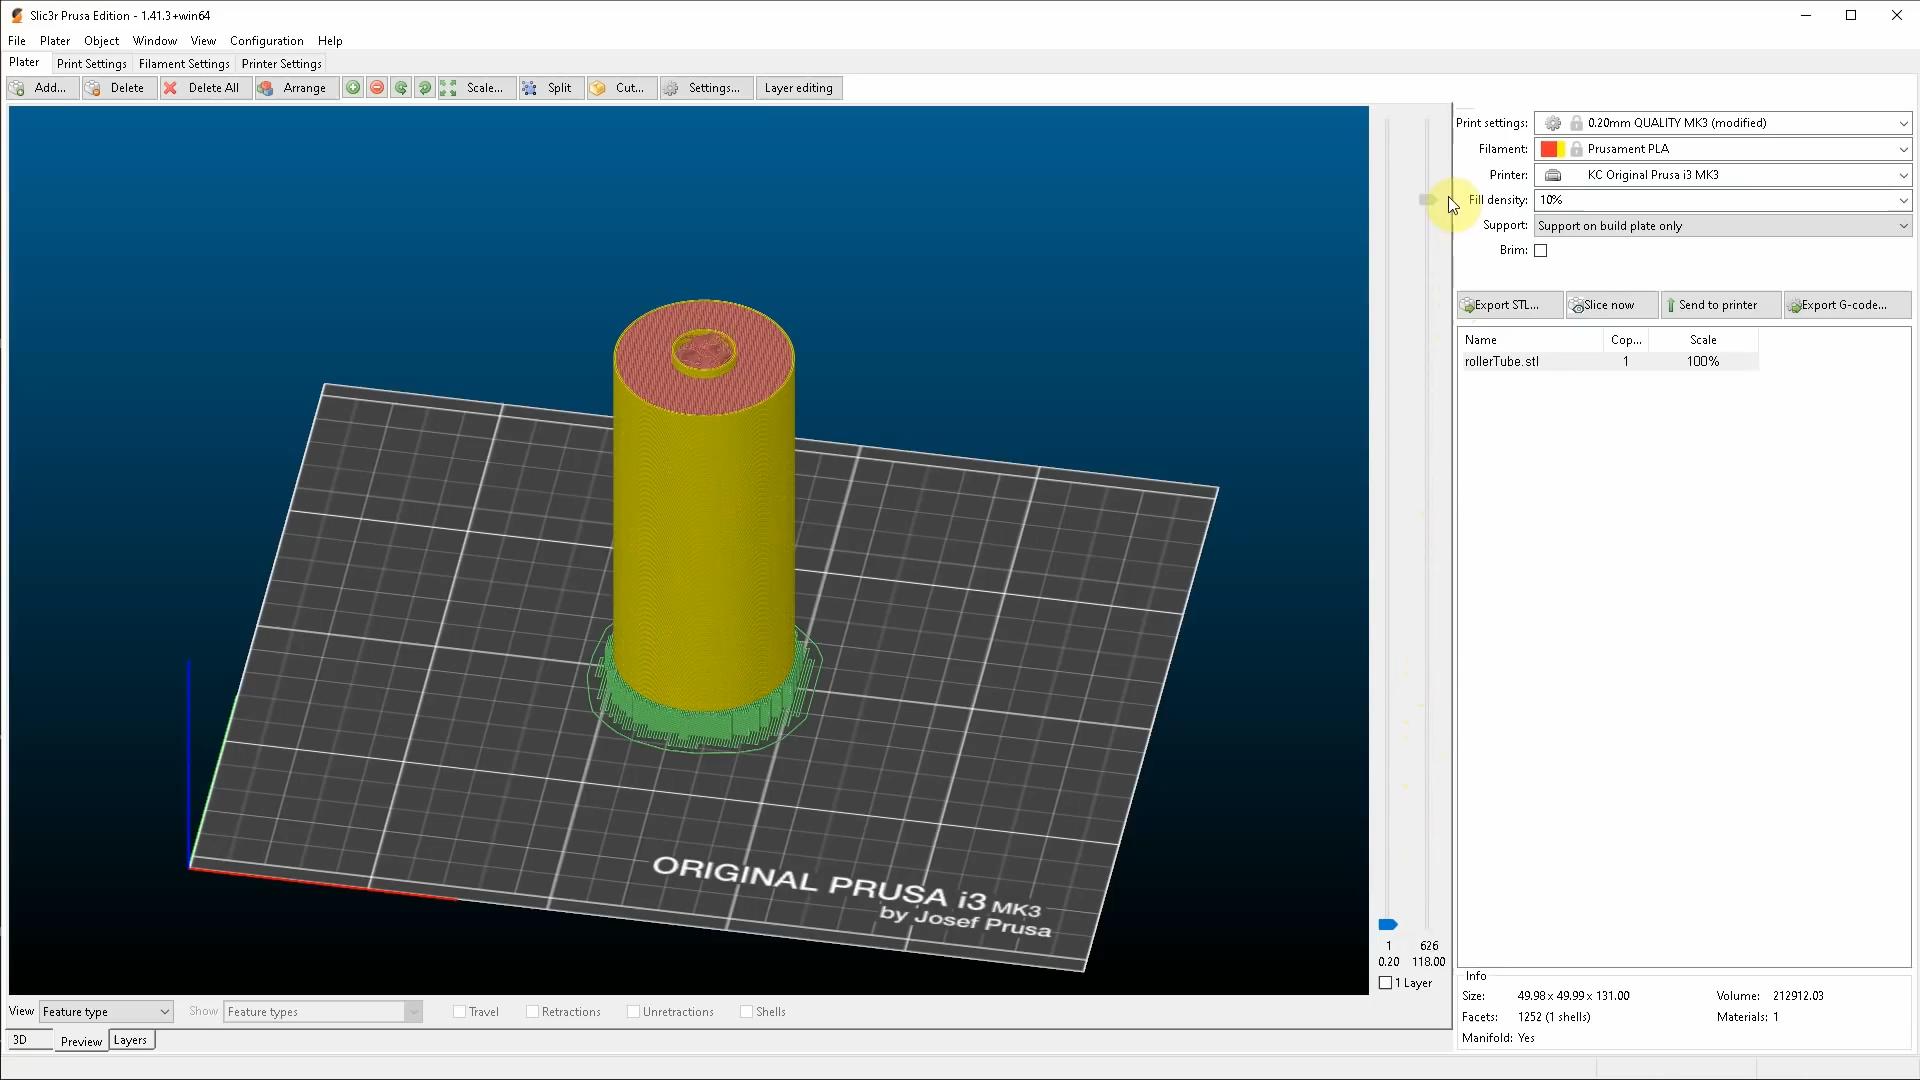 Slic3r Prusa Edition - 1.41.3+win64
File Plater Object Window View Configuration Help
Plater Print Settings Filament Settings Printer Settings
Add... Delete Delete All Arrange Scale... Split Cut... Settings... Layer editing
Print settings: 0.20mm QUALITY MK3 (modified)
Filament: Prusament PLA
Printer: KC Original Prusa i3 MK3
Fill density: 10%
Support: Support on build plate only
Brim:
Export STL... Slice now Send to printer Export G-code...
Name Cop... Scale
rollerTube.stl 1 100%
ORIGINAL PRUSA i3 MK3
by Josef Prusa
1 626
0.20 118.00
1 Layer
Info
Size: 49.98 x 49.99 x 131.00 Volume: 212912.03
Facets: 1252 (1 shells) Materials: 1
Manifold: Yes
View Feature type Show Feature types Travel Retractions Unretractions Shells
3D Preview Layers